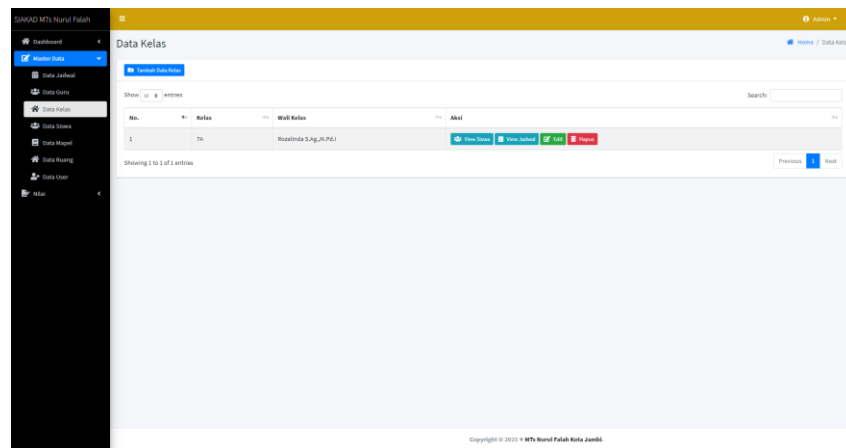 SIAKAD MTs Nurul Falah
Admin
Dashboard
Master Data
Data Jadwal
Data Guru
Data Kelas
Data Siswa
Data Mapel
Data Ruang
Data User
Nilai
Data Kelas
Home / Data Kela
Tambah Data Kelas
Show 10 entries
Search:
No. Kelas Wali Kelas Aksi
1 7A Rozelinda S.Ag.,M.Pd.I View Siswa View Jadwal Edit Hapus
Showing 1 to 1 of 1 entries
Previous 1 Next
Copyright © 2021 MTs Nurul Falah Kota Jambi.